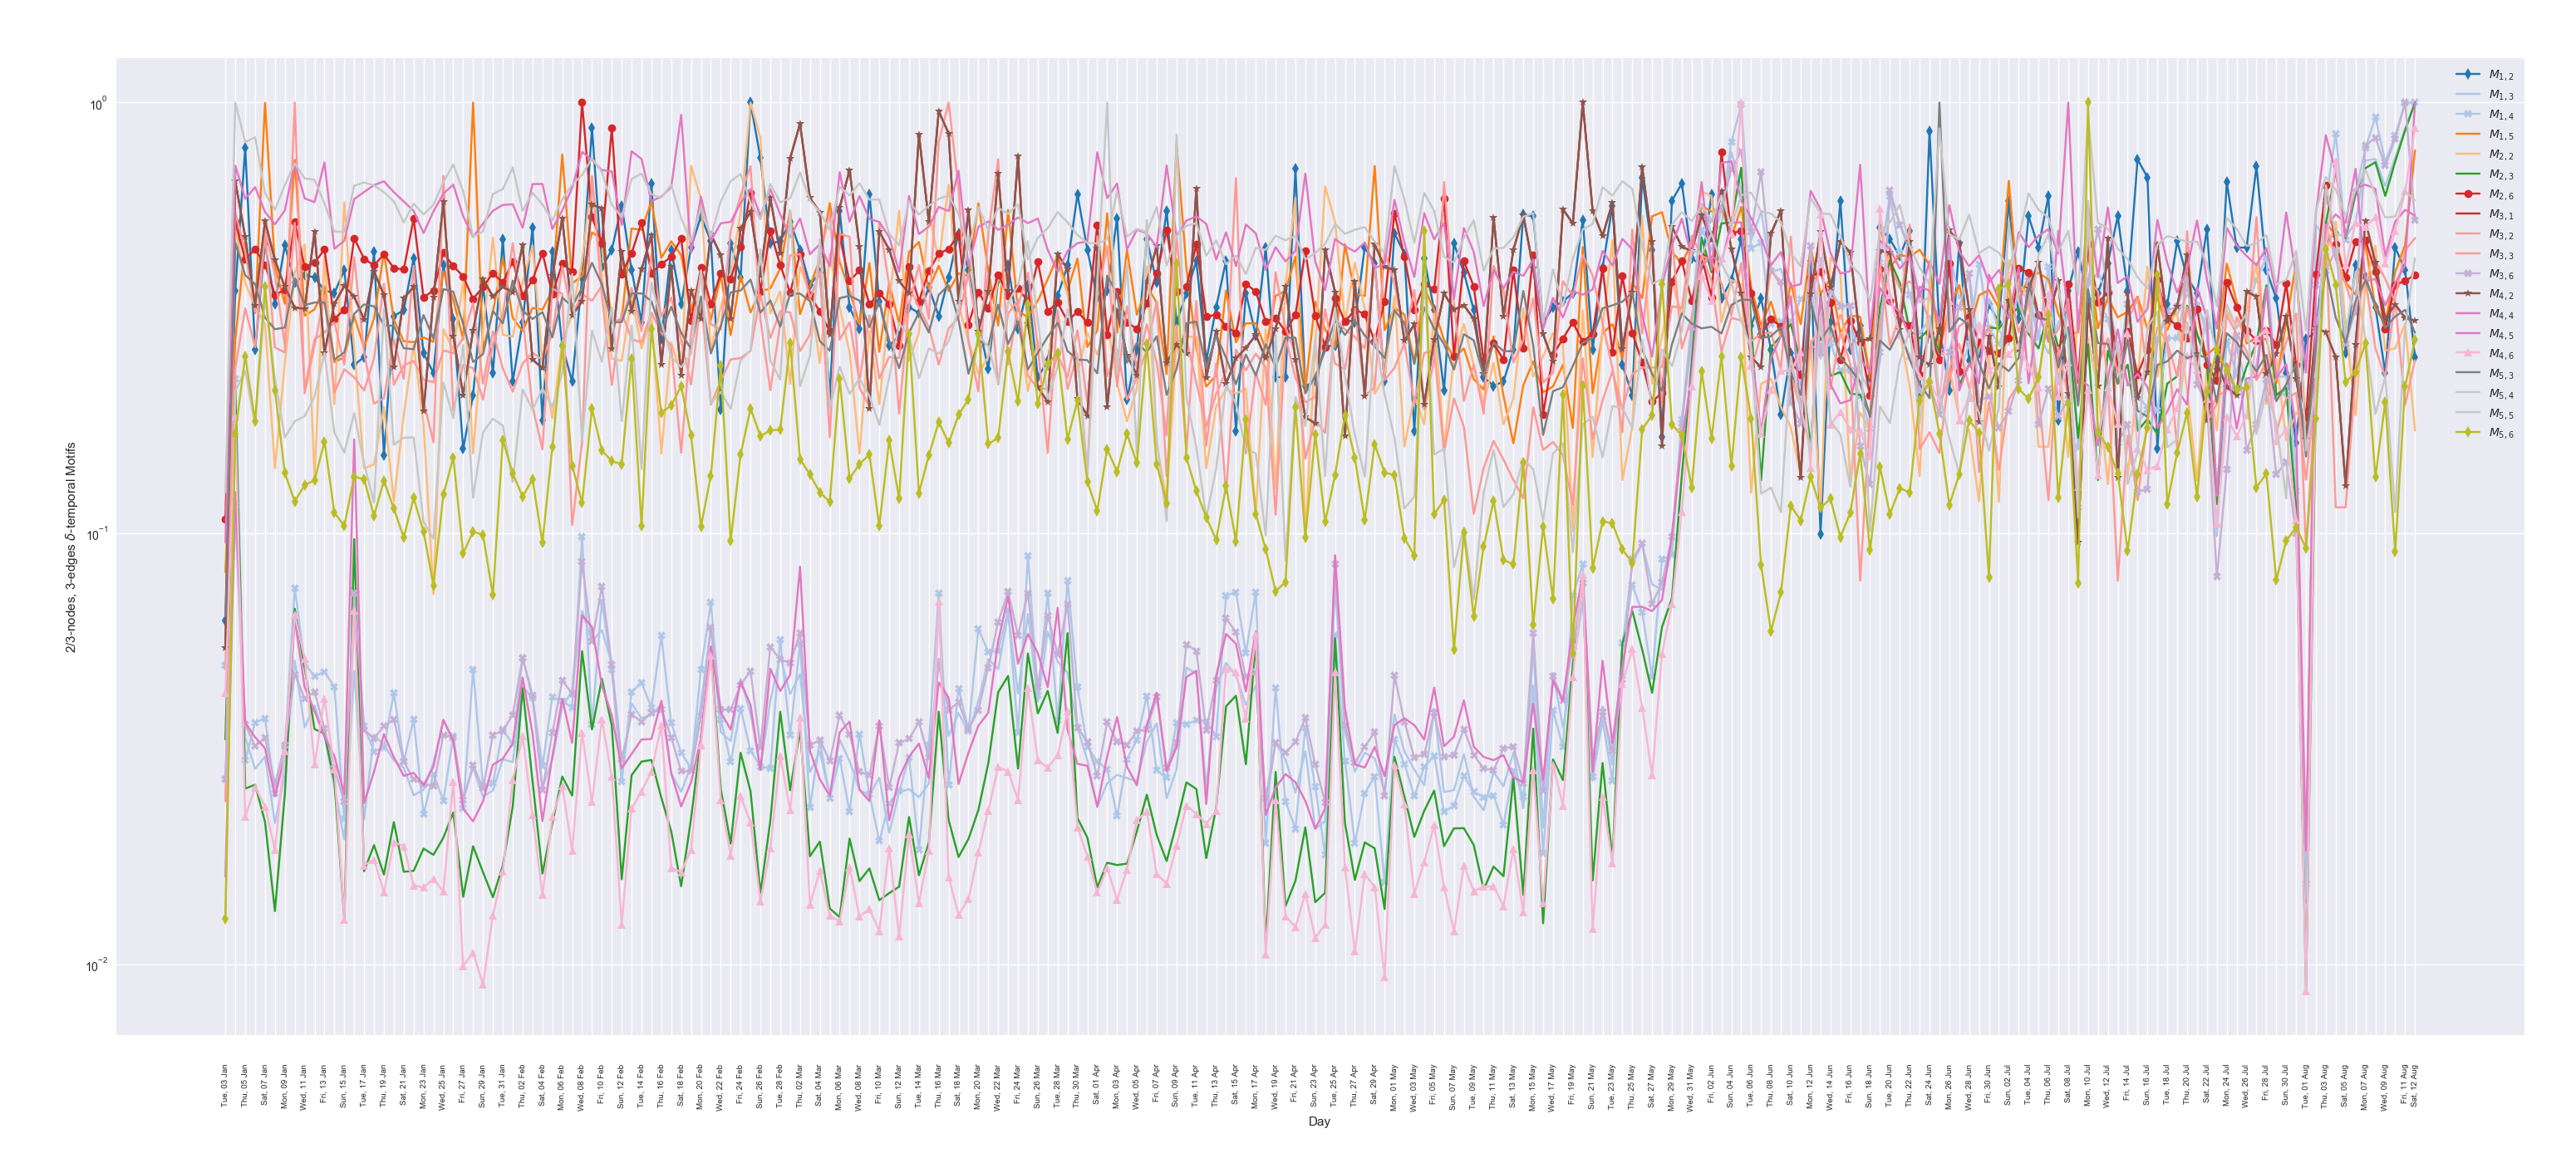 10⁰
10⁻¹
10⁻²
2/3-nodes, 3-edges δ-temporal Motifs
M₁,₂
M₁,₃
M₁,₄
M₁,₅
M₂,₂
M₂,₃
M₂,₆
M₃,₁
M₃,₂
M₃,₃
M₃,₆
M₄,₂
M₄,₄
M₄,₅
M₄,₆
M₅,₃
M₅,₄
M₅,₅
M₅,₆
Tue, 03 Jan
Thu, 05 Jan
Sat, 07 Jan
Mon, 09 Jan
Wed, 11 Jan
Fri, 13 Jan
Sun, 15 Jan
Tue, 17 Jan
Thu, 19 Jan
Sat, 21 Jan
Mon, 23 Jan
Wed, 25 Jan
Fri, 27 Jan
Sun, 29 Jan
Tue, 31 Jan
Thu, 02 Feb
Sat, 04 Feb
Mon, 06 Feb
Wed, 08 Feb
Fri, 10 Feb
Sun, 12 Feb
Tue, 14 Feb
Thu, 16 Feb
Sat, 18 Feb
Mon, 20 Feb
Wed, 22 Feb
Fri, 24 Feb
Sun, 26 Feb
Tue, 28 Feb
Thu, 02 Mar
Sat, 04 Mar
Mon, 06 Mar
Wed, 08 Mar
Fri, 10 Mar
Sun, 12 Mar
Tue, 14 Mar
Thu, 16 Mar
Sat, 18 Mar
Mon, 20 Mar
Wed, 22 Mar
Fri, 24 Mar
Sun, 26 Mar
Tue, 28 Mar
Thu, 30 Mar
Sat, 01 Apr
Mon, 03 Apr
Wed, 05 Apr
Fri, 07 Apr
Sun, 09 Apr
Tue, 11 Apr
Thu, 13 Apr
Sat, 15 Apr
Mon, 17 Apr
Wed, 19 Apr
Fri, 21 Apr
Sun, 23 Apr
Tue, 25 Apr
Thu, 27 Apr
Sat, 29 Apr
Mon, 01 May
Wed, 03 May
Fri, 05 May
Sun, 07 May
Tue, 09 May
Thu, 11 May
Sat, 13 May
Mon, 15 May
Wed, 17 May
Fri, 19 May
Sun, 21 May
Tue, 23 May
Thu, 25 May
Sat, 27 May
Mon, 29 May
Wed, 31 May
Fri, 02 Jun
Sun, 04 Jun
Tue, 06 Jun
Thu, 08 Jun
Sat, 10 Jun
Mon, 12 Jun
Wed, 14 Jun
Fri, 16 Jun
Sun, 18 Jun
Tue, 20 Jun
Thu, 22 Jun
Sat, 24 Jun
Mon, 26 Jun
Wed, 28 Jun
Fri, 30 Jun
Sun, 02 Jul
Tue, 04 Jul
Thu, 06 Jul
Sat, 08 Jul
Mon, 10 Jul
Wed, 12 Jul
Fri, 14 Jul
Sun, 16 Jul
Tue, 18 Jul
Thu, 20 Jul
Sat, 22 Jul
Mon, 24 Jul
Wed, 26 Jul
Fri, 28 Jul
Sun, 30 Jul
Tue, 01 Aug
Thu, 03 Aug
Sat, 05 Aug
Mon, 07 Aug
Wed, 09 Aug
Fri, 11 Aug
Sat, 12 Aug
Day